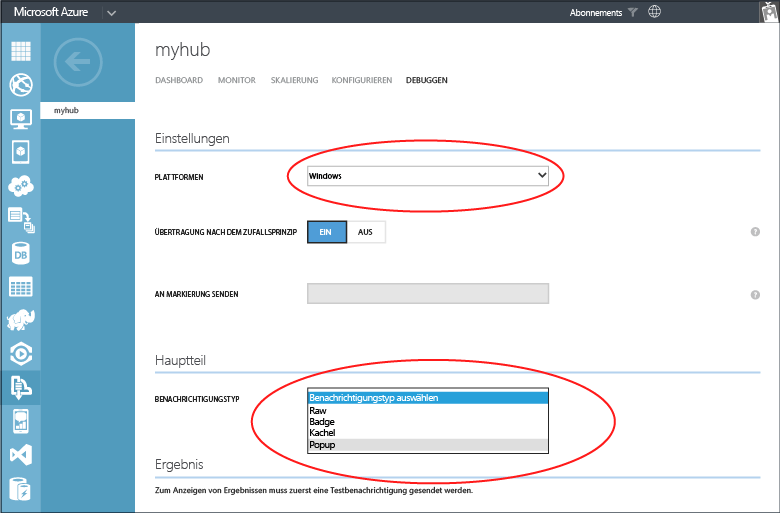 Microsoft Azure
Abonnements
myhub
myhub
DASHBOARD MONITOR SKALIERUNG KONFIGURIEREN DEBUGGEN
Einstellungen
PLATTFORMEN
Windows
ÜBERTRAGUNG NACH DEM ZUFALLSPRINZIP
EIN AUS
?
AN MARKIERUNG SENDEN
?
Hauptteil
BENACHRICHTIGUNGSTYP
Benachrichtigungstyp auswählen
Raw
Badge
Kachel
Popup
Ergebnis
Zum Anzeigen von Ergebnissen muss zuerst eine Testbenachrichtigung gesendet werden.
DB